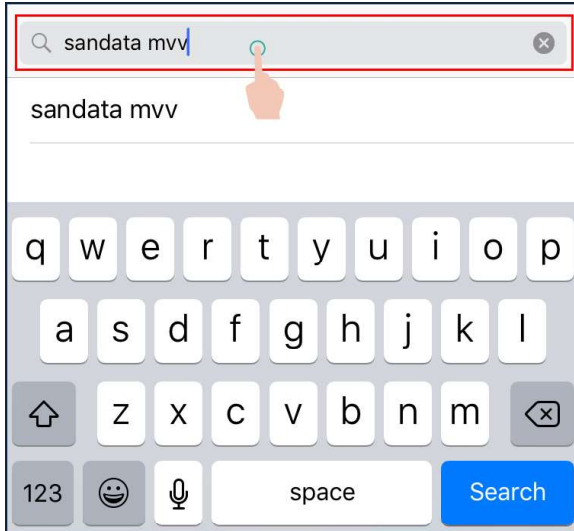 sandata mvv
sandata mvv
q w e r t y u i o p
a s d f g h j k l
z x c v b n m
123 space Search